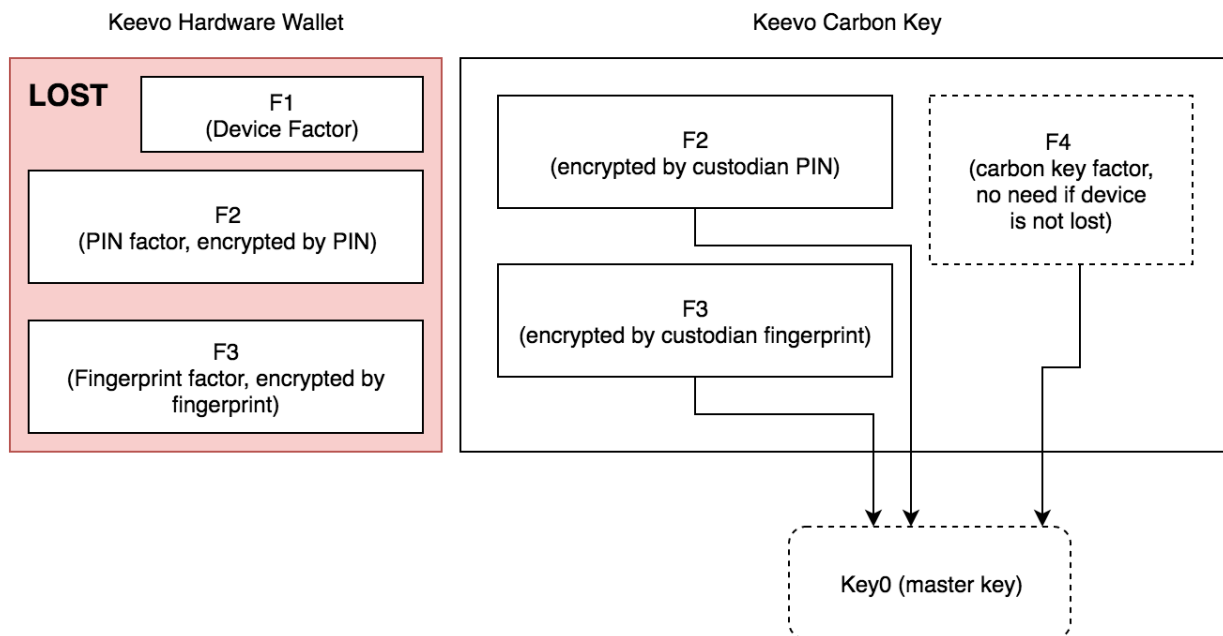 Keevo Hardware Wallet
Keevo Carbon Key
LOST
F1
(Device Factor)
F2
(PIN factor, encrypted by PIN)
F3
(Fingerprint factor, encrypted by
fingerprint)
F2
(encrypted by custodian PIN)
F3
(encrypted by custodian fingerprint)
F4
(carbon key factor,
no need if device
is not lost)
Key0 (master key)